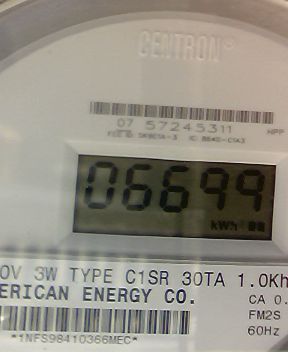 CENTRON®
07 57245311
HPP
06699
kWh
0V 3W TYPE C1SR 30TA 1.0Kh
ERICAN ENERGY CO.
CA 0.
FM2S
60Hz
*1NFS98410366MEC*